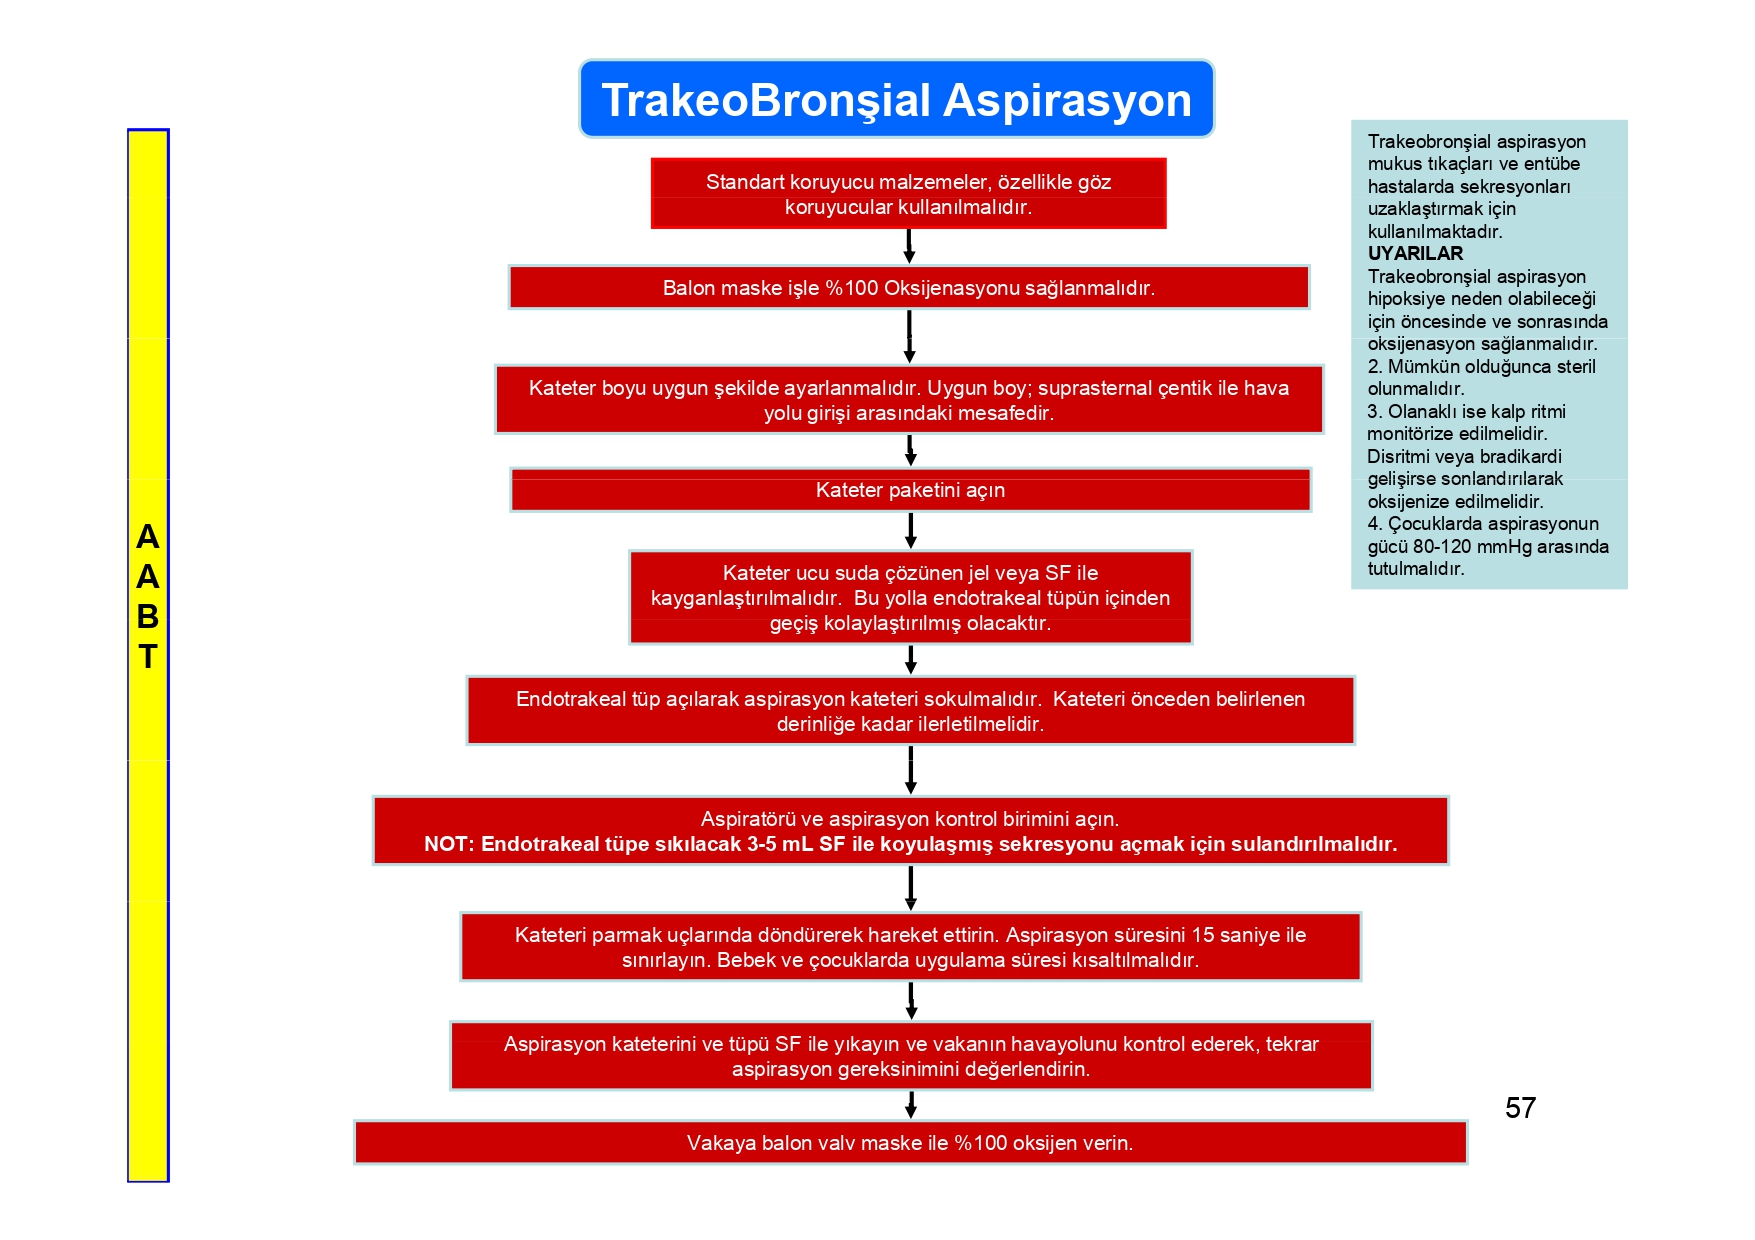 TrakeoBronşial Aspirasyon
A
A
B
T
Standart koruyucu malzemeler, özellikle göz
koruyucular kullanılmalıdır.
Balon maske işle %100 Oksijenasyonu sağlanmalıdır.
Kateter boyu uygun şekilde ayarlanmalıdır. Uygun boy; suprasternal çentik ile hava
yolu girişi arasındaki mesafedir.
Kateter paketini açın
Kateter ucu suda çözünen jel veya SF ile
kayganlaştırılmalıdır.  Bu yolla endotrakeal tüpün içinden
geçiş kolaylaştırılmış olacaktır.
Endotrakeal tüp açılarak aspirasyon kateteri sokulmalıdır.  Kateteri önceden belirlenen
derinliğe kadar ilerletilmelidir.
Aspiratörü ve aspirasyon kontrol birimini açın.
NOT: Endotrakeal tüpe sıkılacak 3-5 mL SF ile koyulaşmış sekresyonu açmak için sulandırılmalıdır.
Kateteri parmak uçlarında döndürerek hareket ettirin. Aspirasyon süresini 15 saniye ile
sınırlayın. Bebek ve çocuklarda uygulama süresi kısaltılmalıdır.
Aspirasyon kateterini ve tüpü SF ile yıkayın ve vakanın havayolunu kontrol ederek, tekrar
aspirasyon gereksinimini değerlendirin.
Vakaya balon valv maske ile %100 oksijen verin.
Trakeobronşial aspirasyon
mukus tıkaçları ve entübe
hastalarda sekresyonları
uzaklaştırmak için
kullanılmaktadır.
UYARILAR
Trakeobronşial aspirasyon
hipoksiye neden olabileceği
için öncesinde ve sonrasında
oksijenasyon sağlanmalıdır.
2. Mümkün olduğunca steril
olunmalıdır.
3. Olanaklı ise kalp ritmi
monitörize edilmelidir.
Disritmi veya bradikardi
gelişirse sonlandırılarak
oksijenize edilmelidir.
4. Çocuklarda aspirasyonun
gücü 80-120 mmHg arasında
tutulmalıdır.
57